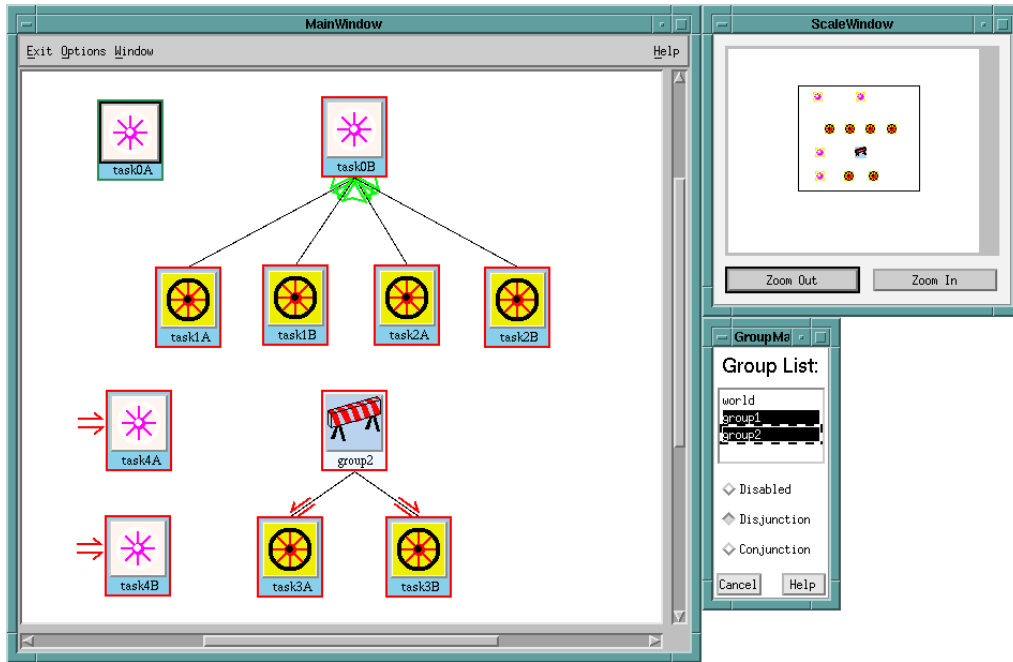 MainWindow
Exit Options Window Help
task0A
task0B
task1A
task1B
task2A
task2B
task4A
group2
task4B
task3A
task3B
ScaleWindow
Zoom Out
Zoom In
GroupMa
Group List:
world
group1
group2
Disabled
Disjunction
Conjunction
Cancel
Help